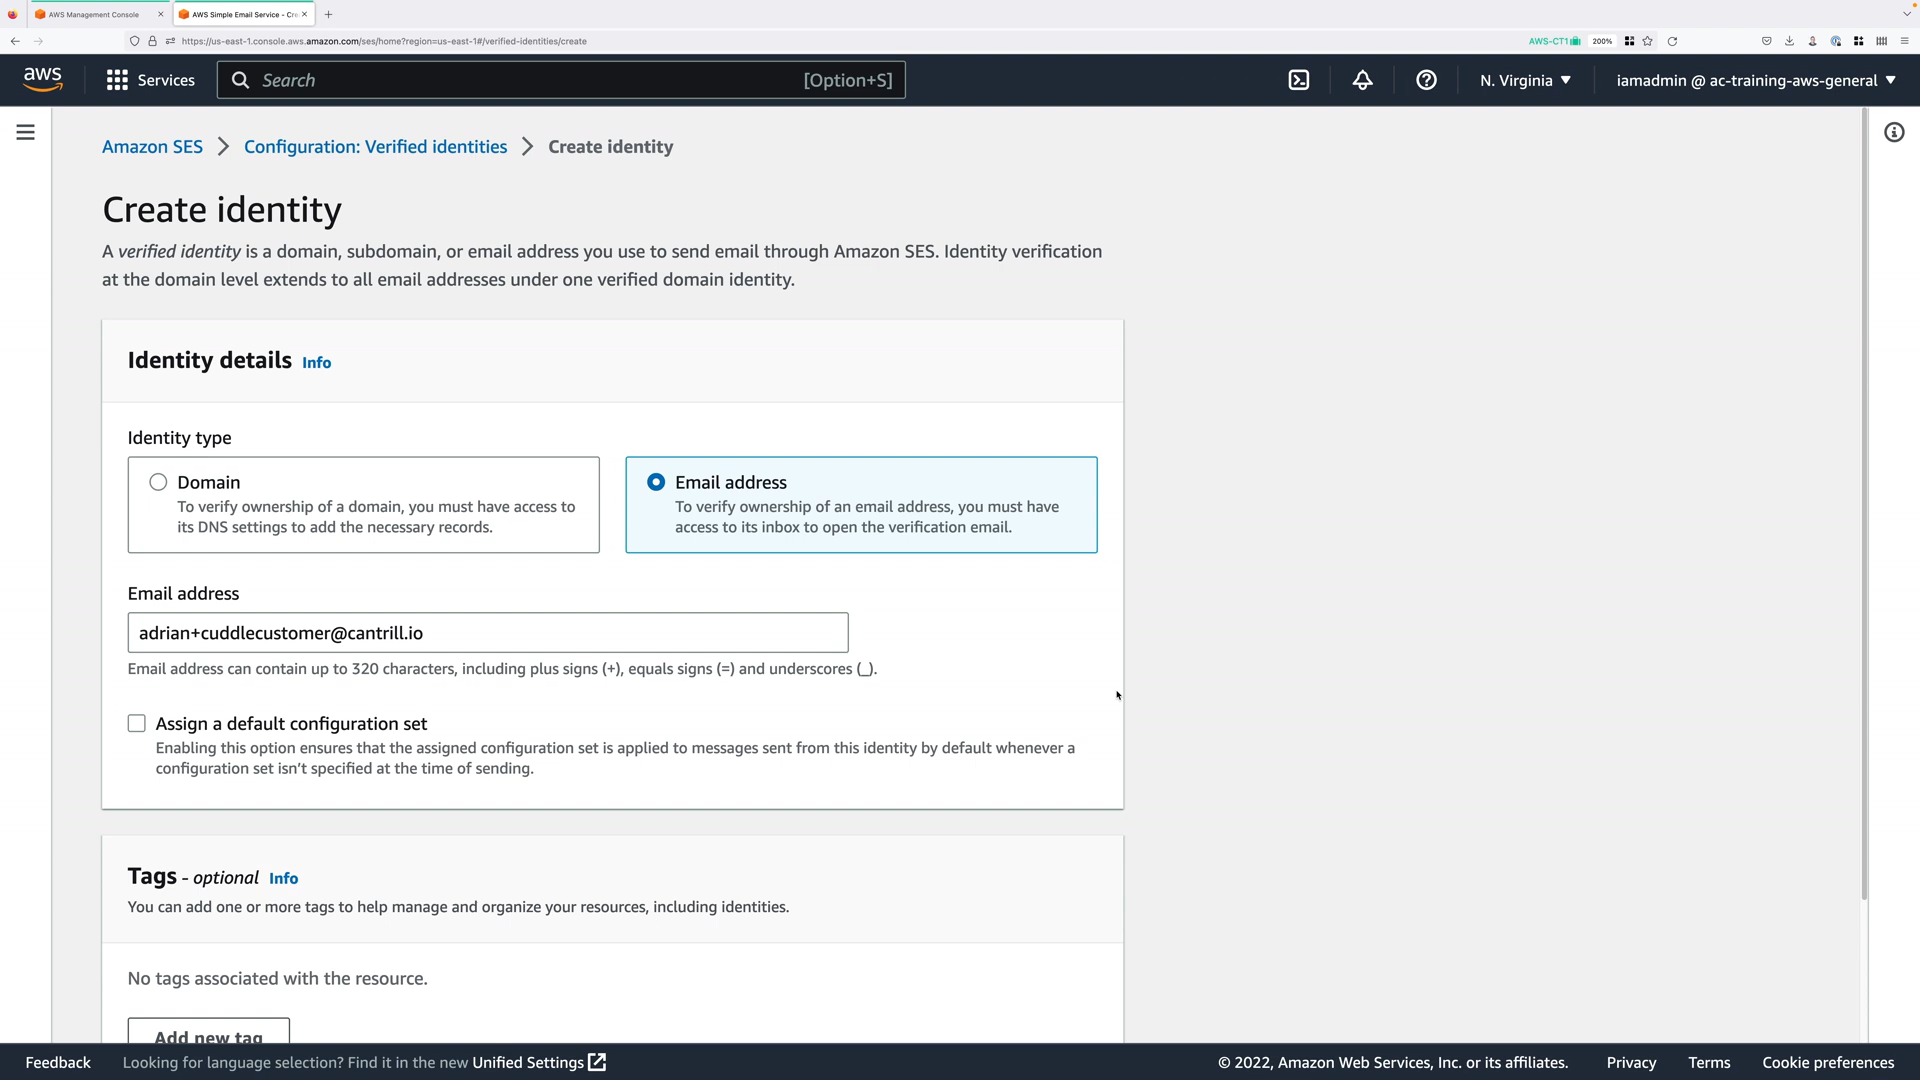 AWS Management Console
AWS Simple Email Service - Cre
https://us-east-1.console.aws.amazon.com/ses/home?region=us-east-1#/verified-identities/create
AWS-CT1
200%
aws
Services
Search
[Option+S]
N. Virginia
iamadmin @ ac-training-aws-general
Amazon SES
Configuration: Verified identities
Create identity
Create identity
A verified identity is a domain, subdomain, or email address you use to send email through Amazon SES. Identity verification
at the domain level extends to all email addresses under one verified domain identity.
Identity details Info
Identity type
Domain
To verify ownership of a domain, you must have access to
its DNS settings to add the necessary records.
Email address
To verify ownership of an email address, you must have
access to its inbox to open the verification email.
Email address
adrian+cuddlecustomer@cantrill.io
Email address can contain up to 320 characters, including plus signs (+), equals signs (=) and underscores (_).
Assign a default configuration set
Enabling this option ensures that the assigned configuration set is applied to messages sent from this identity by default whenever a
configuration set isn't specified at the time of sending.
Tags - optional Info
You can add one or more tags to help manage and organize your resources, including identities.
No tags associated with the resource.
Add new tag
Feedback
Looking for language selection? Find it in the new Unified Settings
© 2022, Amazon Web Services, Inc. or its affiliates.
Privacy
Terms
Cookie preferences